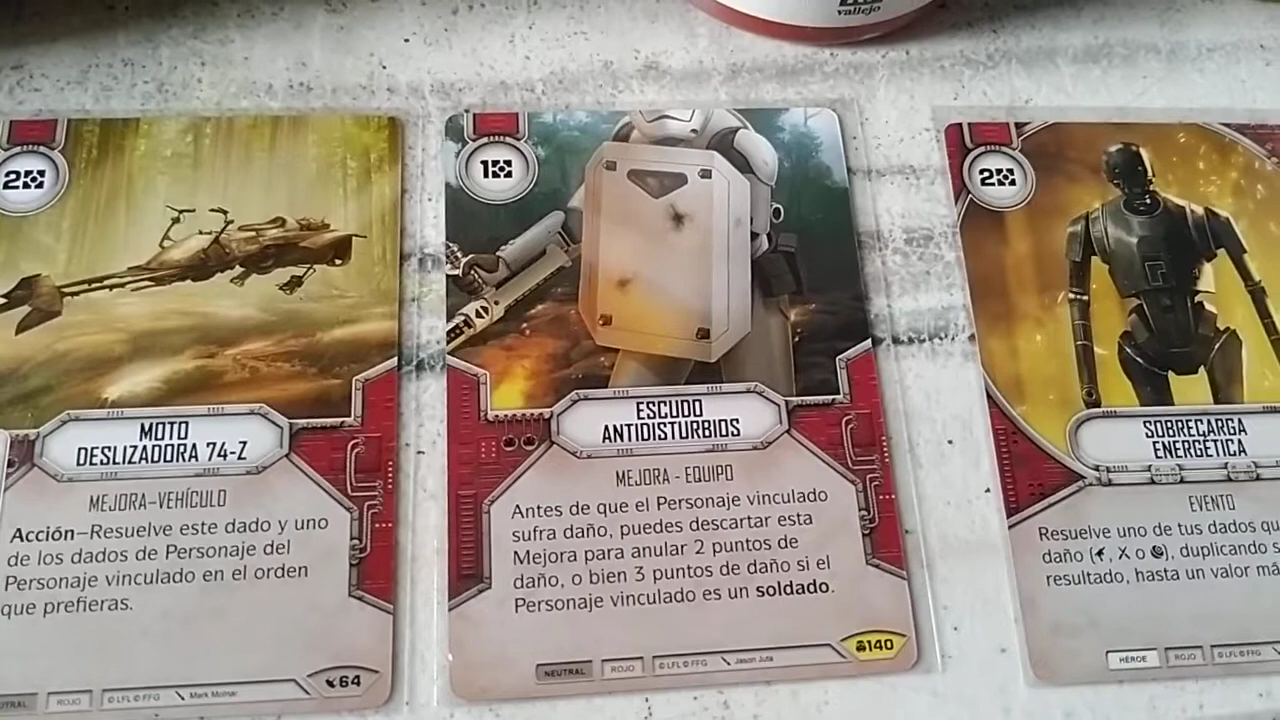 vallejo
2
MOTO
DESLIZADORA 74-Z
MEJORA-VEHÍCULO
Acción-Resuelve este dado y uno
de los dados de Personaje del
Personaje vinculado en el orden
que prefieras.
ROJO
© LFL © FFG
Mark Molnar
64
1
ESCUDO
ANTIDISTURBIOS
MEJORA - EQUIPO
Antes de que el Personaje vinculado
sufra daño, puedes descartar esta
Mejora para anular 2 puntos de
daño, o bien 3 puntos de daño si el
Personaje vinculado es un soldado.
NEUTRAL
ROJO
© LFL © FFG
Jason Juta
140
2
SOBRECARGA
ENERGÉTICA
EVENTO
Resuelve uno de tus dados
daño ( , o ), duplicando
resultado, hasta un valor
HÉROE
ROJO
© LFL © FFG